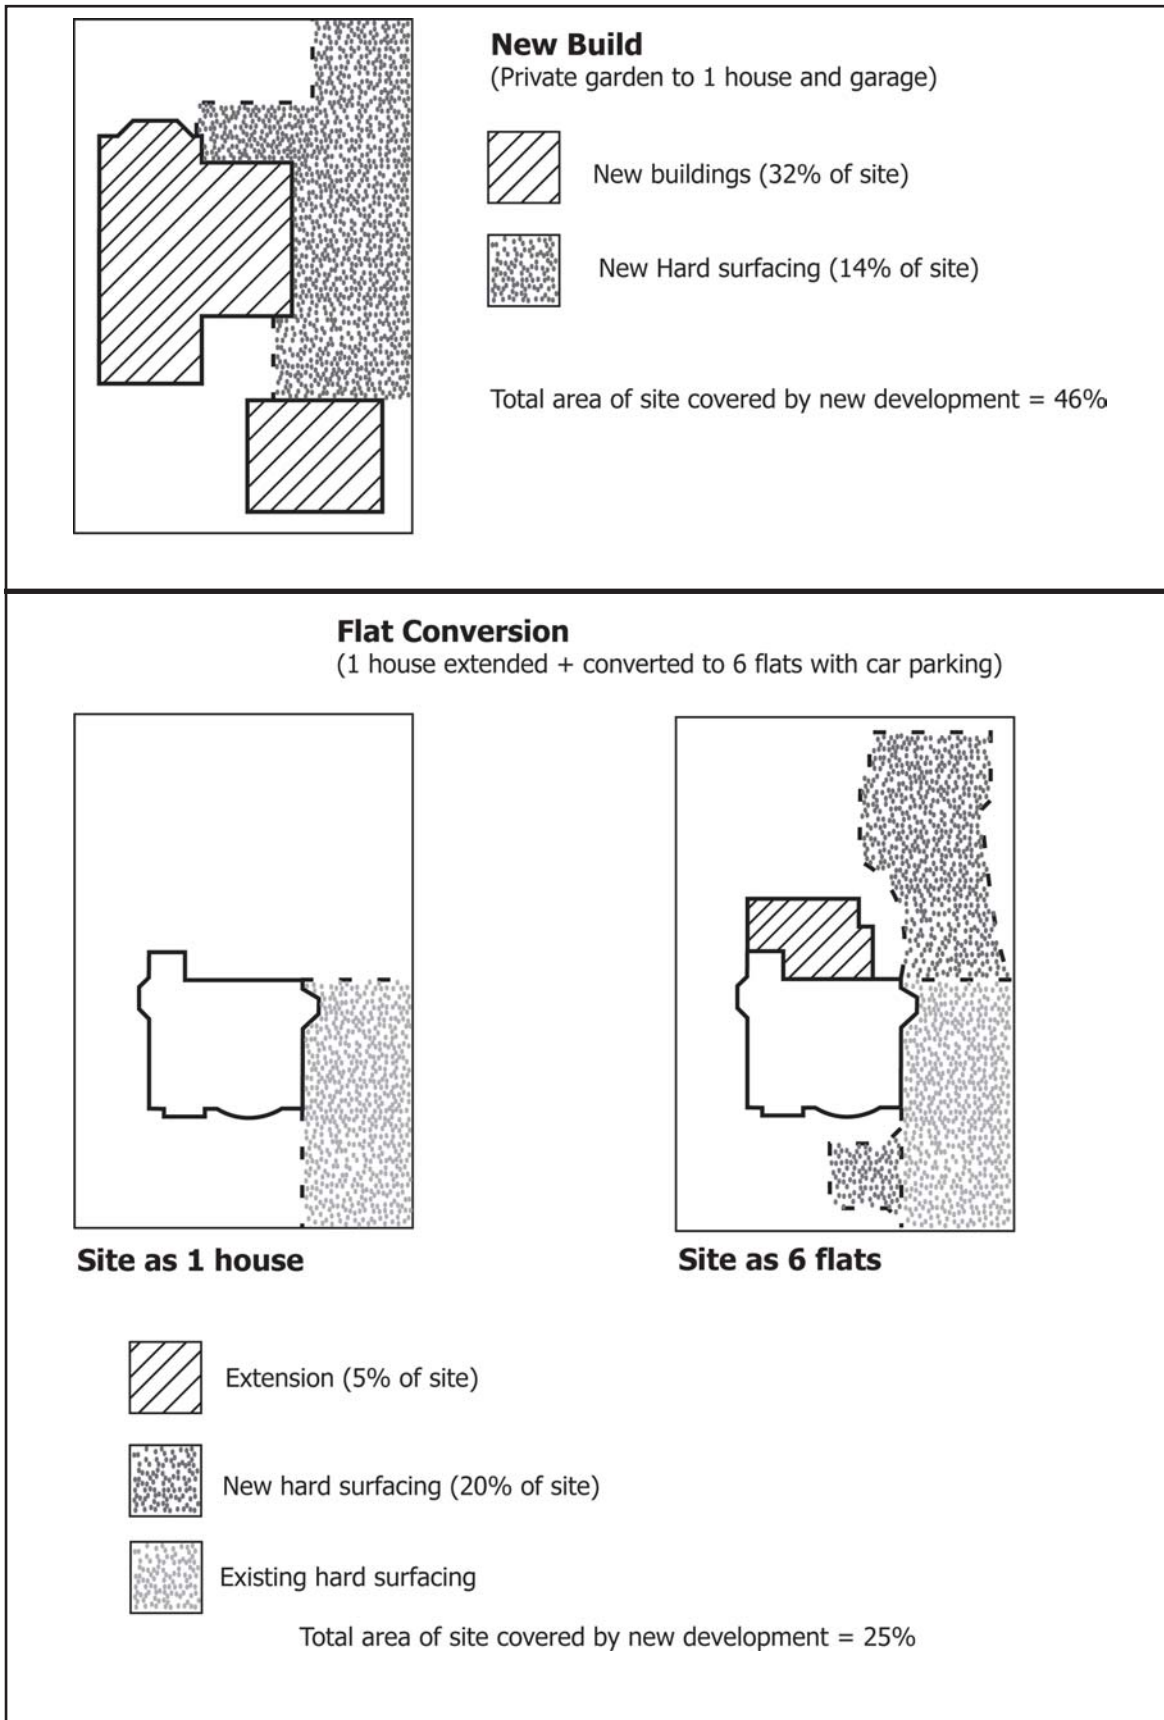 New Build
(Private garden to 1 house and garage)
New buildings (32% of site)
New Hard surfacing (14% of site)
Total area of site covered by new development = 46%
Flat Conversion
(1 house extended + converted to 6 flats with car parking)
Site as 1 house
Site as 6 flats
Extension (5% of site)
New hard surfacing (20% of site)
Existing hard surfacing
Total area of site covered by new development = 25%